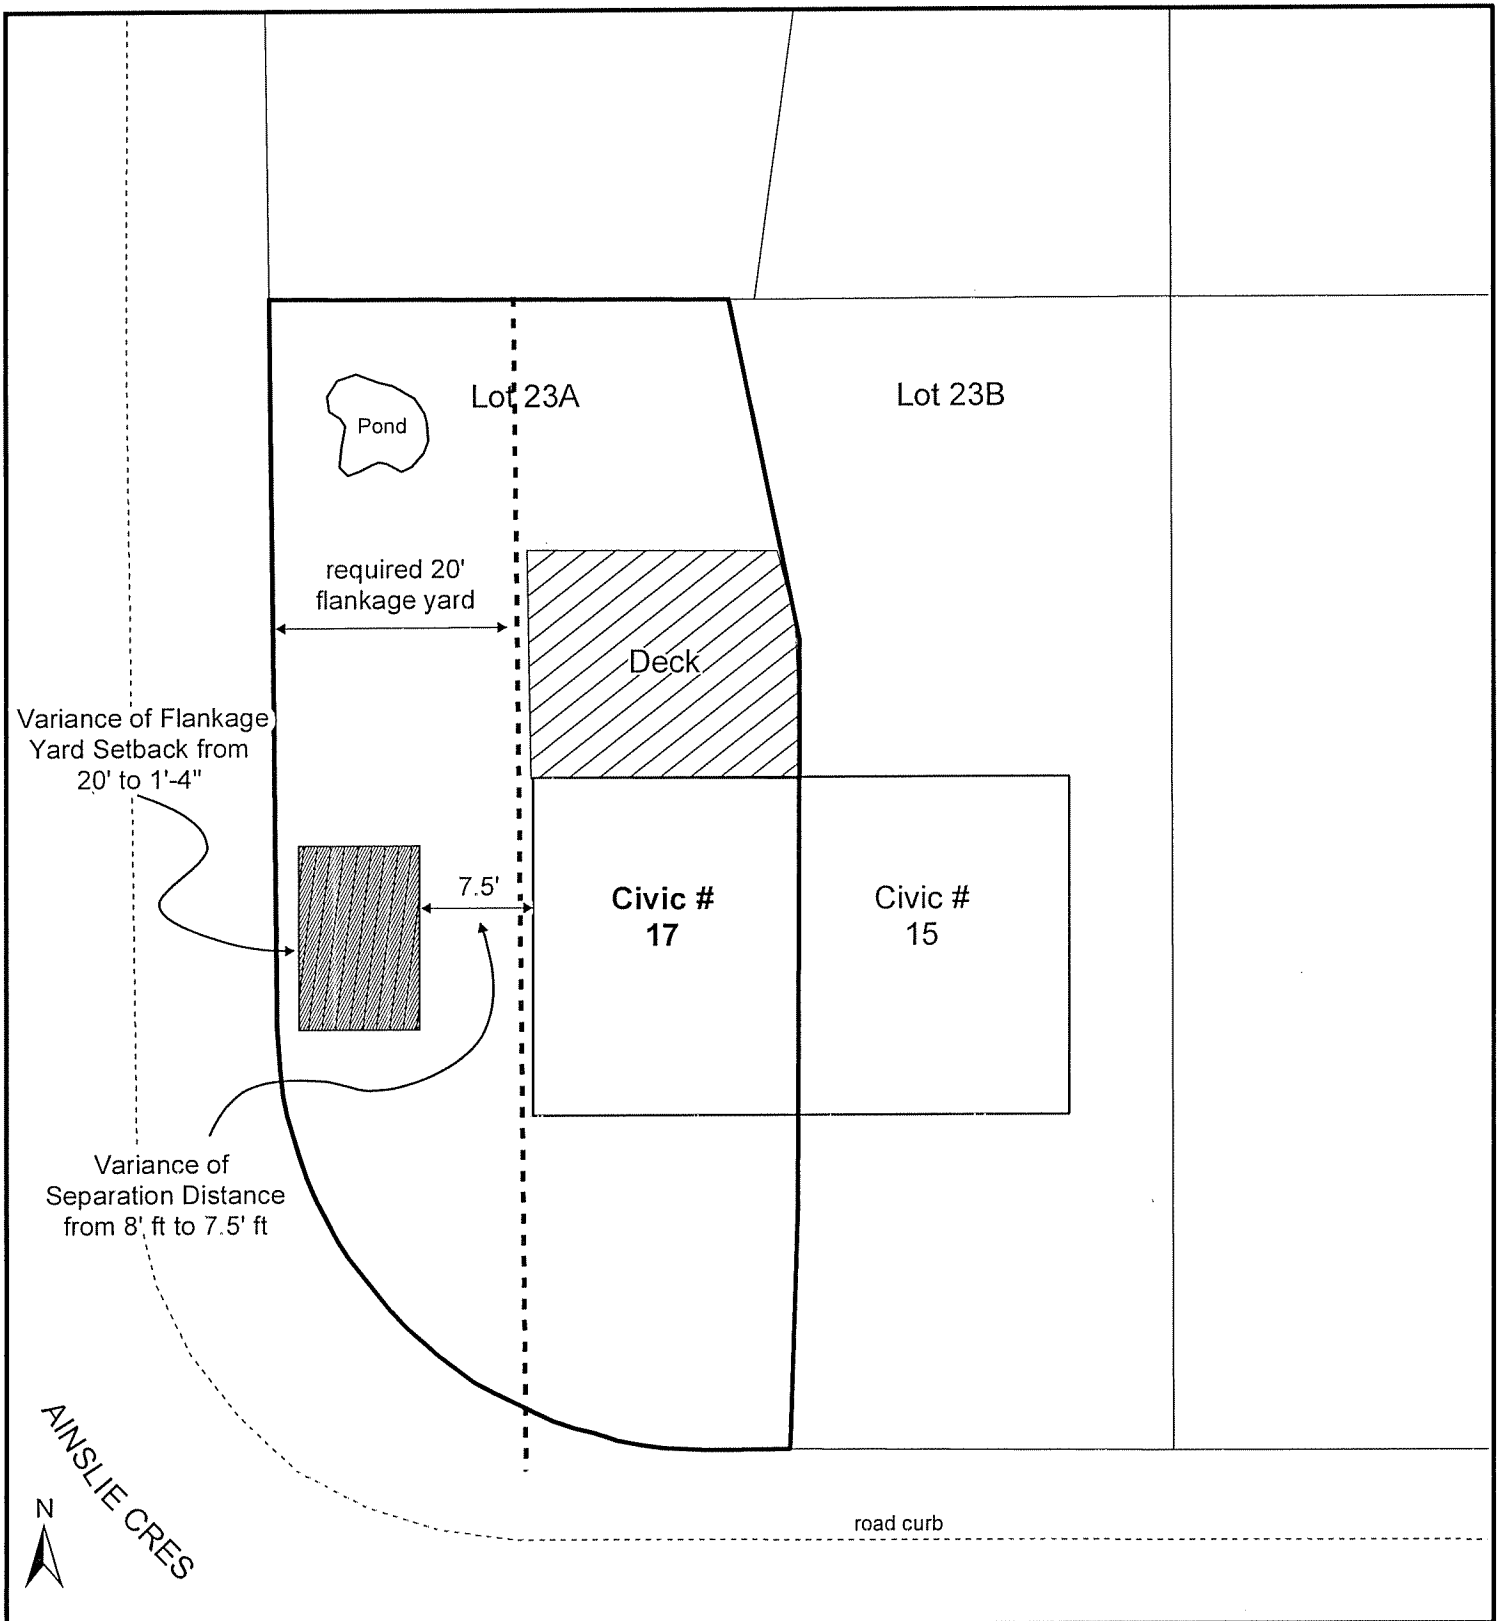 Lot 23A
Lot 23B
Pond
required 20'
flankage yard
Deck
Variance of Flankage
Yard Setback from
20' to 1'-4"
7.5'
Civic #
17
Civic #
15
Variance of
Separation Distance
from 8' ft to 7.5' ft
AINSLIE CRES
N
road curb